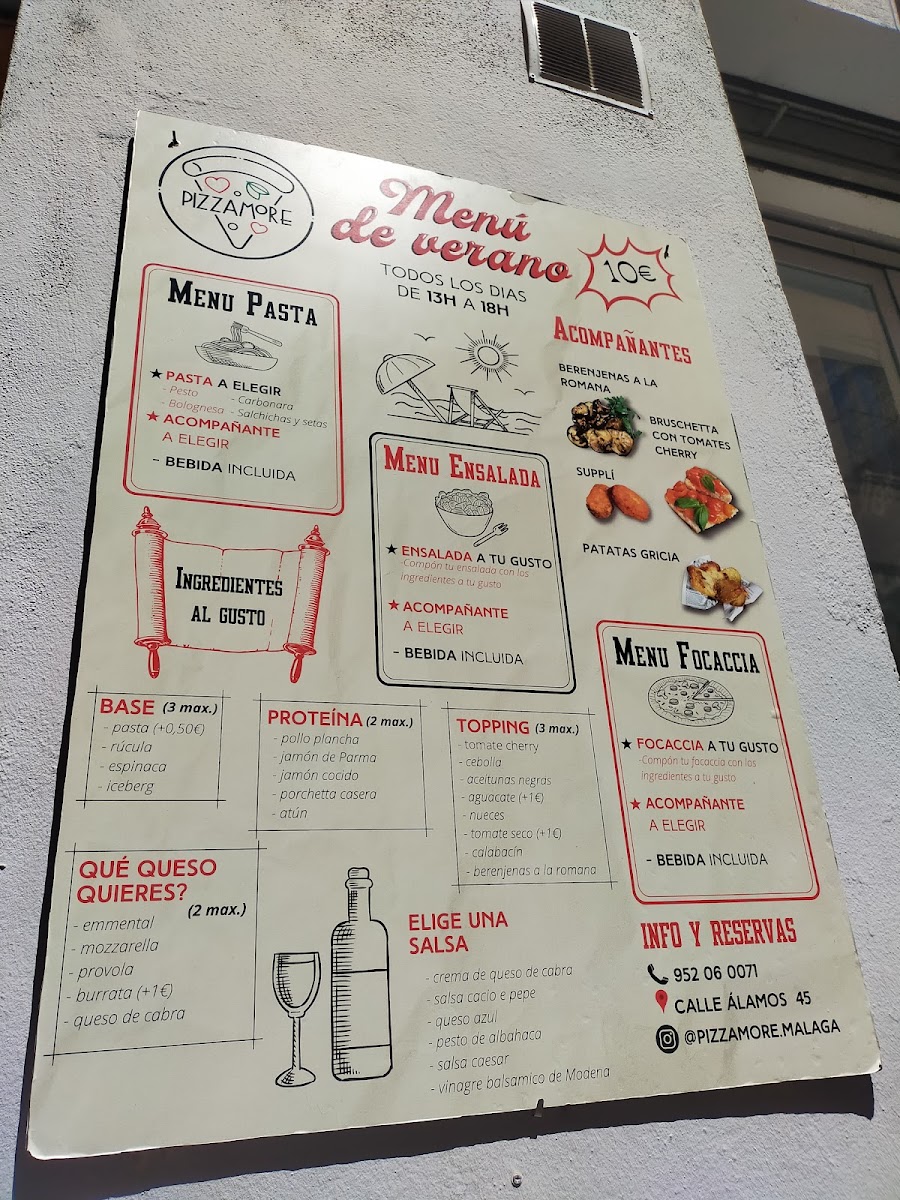 PIZZAMORE
Menú
de verano
TODOS LOS DIAS
DE 13H A 18H
10€
MENU PASTA
★ PASTA A ELEGIR
- Pesto
- Carbonara
- Bolognesa
- Salchichas y setas
★ ACOMPAÑANTE
A ELEGIR
- BEBIDA INCLUIDA
MENU ENSALADA
★ ENSALADA A TU GUSTO
-Compón tu ensalada con los
ingredientes a tu gusto
★ ACOMPAÑANTE
A ELEGIR
- BEBIDA INCLUIDA
ACOMPAÑANTES
BERENJENAS A LA
ROMANA
BRUSCHETTA
CON TOMATES
CHERRY
SUPPLÍ
PATATAS GRICIA
MENU FOCACCIA
★ FOCACCIA A TU GUSTO
-Compón tu focaccia con los
ingredientes a tu gusto
★ ACOMPAÑANTE
A ELEGIR
- BEBIDA INCLUIDA
INGREDIENTES
AL GUSTO
BASE (3 max.)
- pasta (+0,50€)
- rúcula
- espinaca
- iceberg
PROTEÍNA (2 max.)
- pollo plancha
- jamón de Parma
- jamón cocido
- porchetta casera
- atún
TOPPING (3 max.)
- tomate cherry
- cebolla
- aceitunas negras
- aguacate (+1€)
- nueces
- tomate seco (+1€)
- calabacín
- berenjenas a la romana
QUÉ QUESO
QUIERES?
(2 max.)
- emmental
- mozzarella
- provola
- burrata (+1€)
- queso de cabra
ELIGE UNA
SALSA
- crema de queso de cabra
- salsa cacio e pepe
- queso azul
- pesto de albahaca
- salsa caesar
- vinagre balsamico de Modena
INFO Y RESERVAS
952 06 0071
CALLE ÁLAMOS 45
@PIZZAMORE.MALAGA